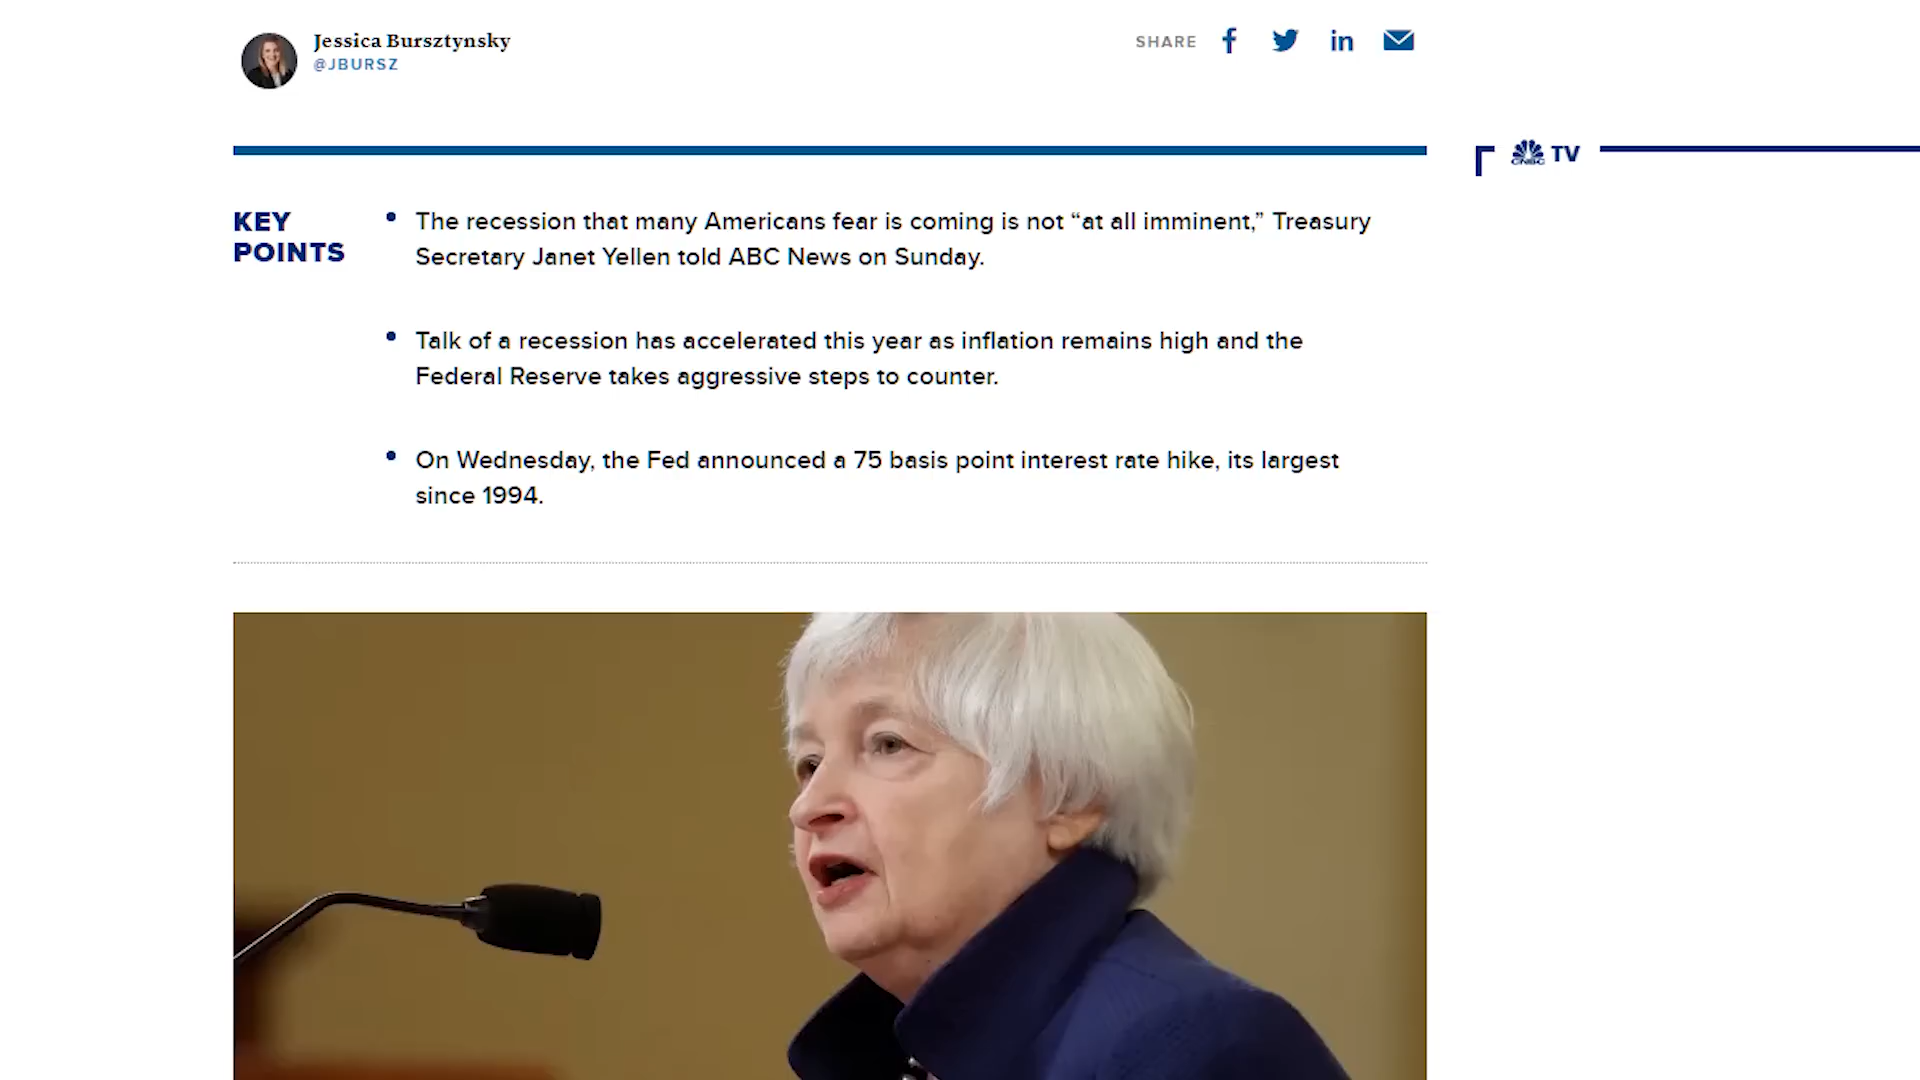 Jessica Bursztynsky
@JBURSZ
SHARE
CNBC TV
KEY
POINTS
The recession that many Americans fear is coming is not “at all imminent,” Treasury
Secretary Janet Yellen told ABC News on Sunday.
Talk of a recession has accelerated this year as inflation remains high and the
Federal Reserve takes aggressive steps to counter.
On Wednesday, the Fed announced a 75 basis point interest rate hike, its largest
since 1994.